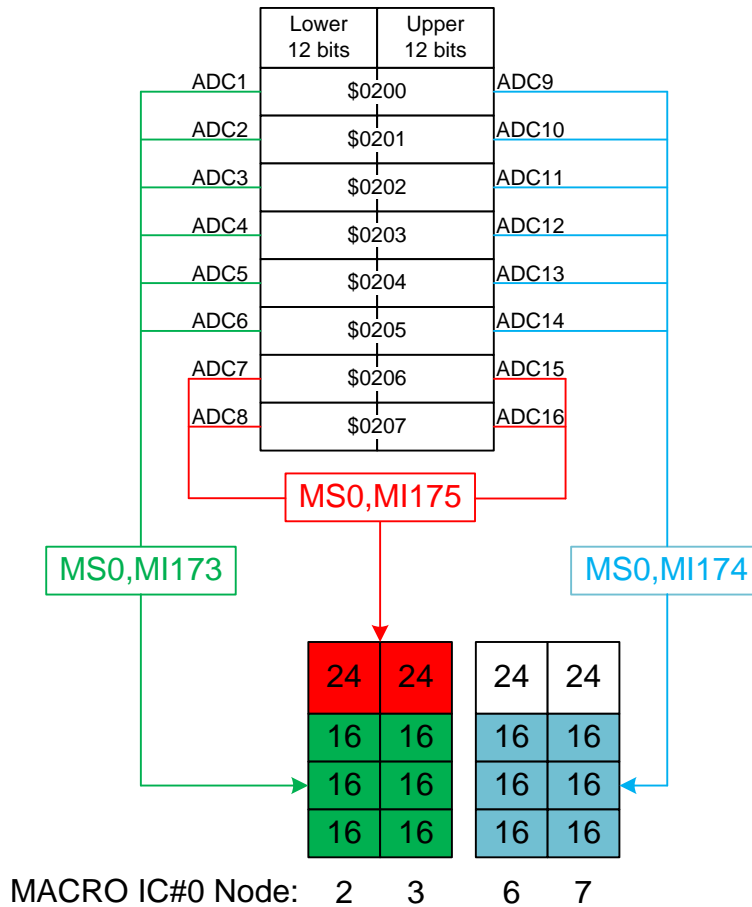 Lower Upper
12 bits 12 bits
ADC1 $0200 ADC9
ADC2 $0201 ADC10
ADC3 $0202 ADC11
ADC4 $0203 ADC12
ADC5 $0204 ADC13
ADC6 $0205 ADC14
ADC7 $0206 ADC15
ADC8 $0207 ADC16
MS0,MI175
MS0,MI173 MS0,MI174
24 24 24 24
16 16 16 16
16 16 16 16
16 16 16 16
MACRO IC#0 Node: 2 3 6 7